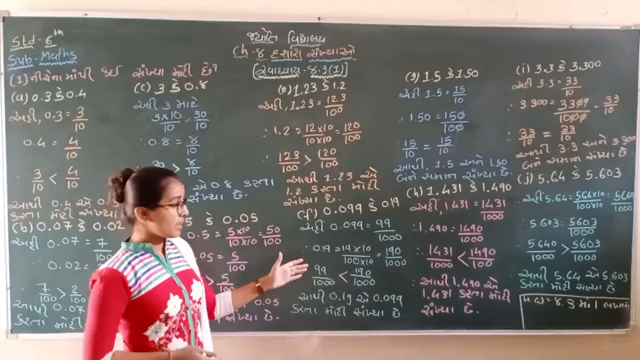 Std-6th
Sub-Maths
જ્યોતિ વિદ્યાલય
Ch-8 દશાંશ સંખ્યાઓ
સ્વાધ્યાય-8.3(1)
(1) નીચેના માંથી કઈ સંખ્યા મોટી છે?
(a) 0.3 કે 0.4
અહીં, 0.3 = 3/10
0.4 = 4/10
3/10 < 4/10
આથી 0.4 એ
કરતા મોટી સંખ્યા
(b) 0.07 કે
અહીં 0.07 = 7/
0.02 =
7/100 > 2/100
આથી 0.07
કરતા મોટી
(c) 3 કે 0.8
અહીં 3 માટે
3×10/10 = 30/10
∴ 0.8 = 8/10
> 8/10
એ 0.8 કરતા
સંખ્યા છે.
0.5 કે 0.05
0.5 = 5×10/10×10 = 50/100
= 5/100
> 5/100
0.05
સંખ્યા છે.
(e) 1.23 કે 1.2
અહીં, 1.23 = 123/100
∴ 1.2 = 12×10/10×10 = 120/100
123/100 > 120/100
આથી 1.23 એ
1.2 કરતા મોટી
સંખ્યા છે.
(f) 0.099 કે 0.19
અહીં 0.099 = 99/1000
∴ 0.19 = 19×10/100×10 = 190/1000
99/1000 < 190/1000
આથી 0.19 એ 0.099
કરતા મોટી સંખ્યા છે
(g) 1.5 કે 1.50
અહીં 1.5 = 15/10
∴ 1.50 = 150/100
15/10 = 15/10
આથી, 1.5 અને 1.50
બંને સમાન સંખ્યા છે.
(h) 1.431 કે 1.490
અહીં, 1.431 = 1431/1000
∴ 1.490 = 1490/1000
1431/1000 < 1490/100
∴ આથી 1.490 એ
1.431 કરતા મોટી
સંખ્યા છે.
(i) 3.3 કે 3.300
અહીં 3.3 = 33/10
3.300 = 3300/1000 = 33/10
33/10 = 33/10
આથી 3.3 અને 3.300
બંને સમાન સંખ્યા છે
(j) 5.64 કે 5.603
અહીં 5.64 = 564×10/100×10 = 5640/1000
∴ 5.603 = 5603/1000
5640/1000 > 5603/1000
આથી 5.64 એ 5.603
કરતા મોટી સંખ્યા છે